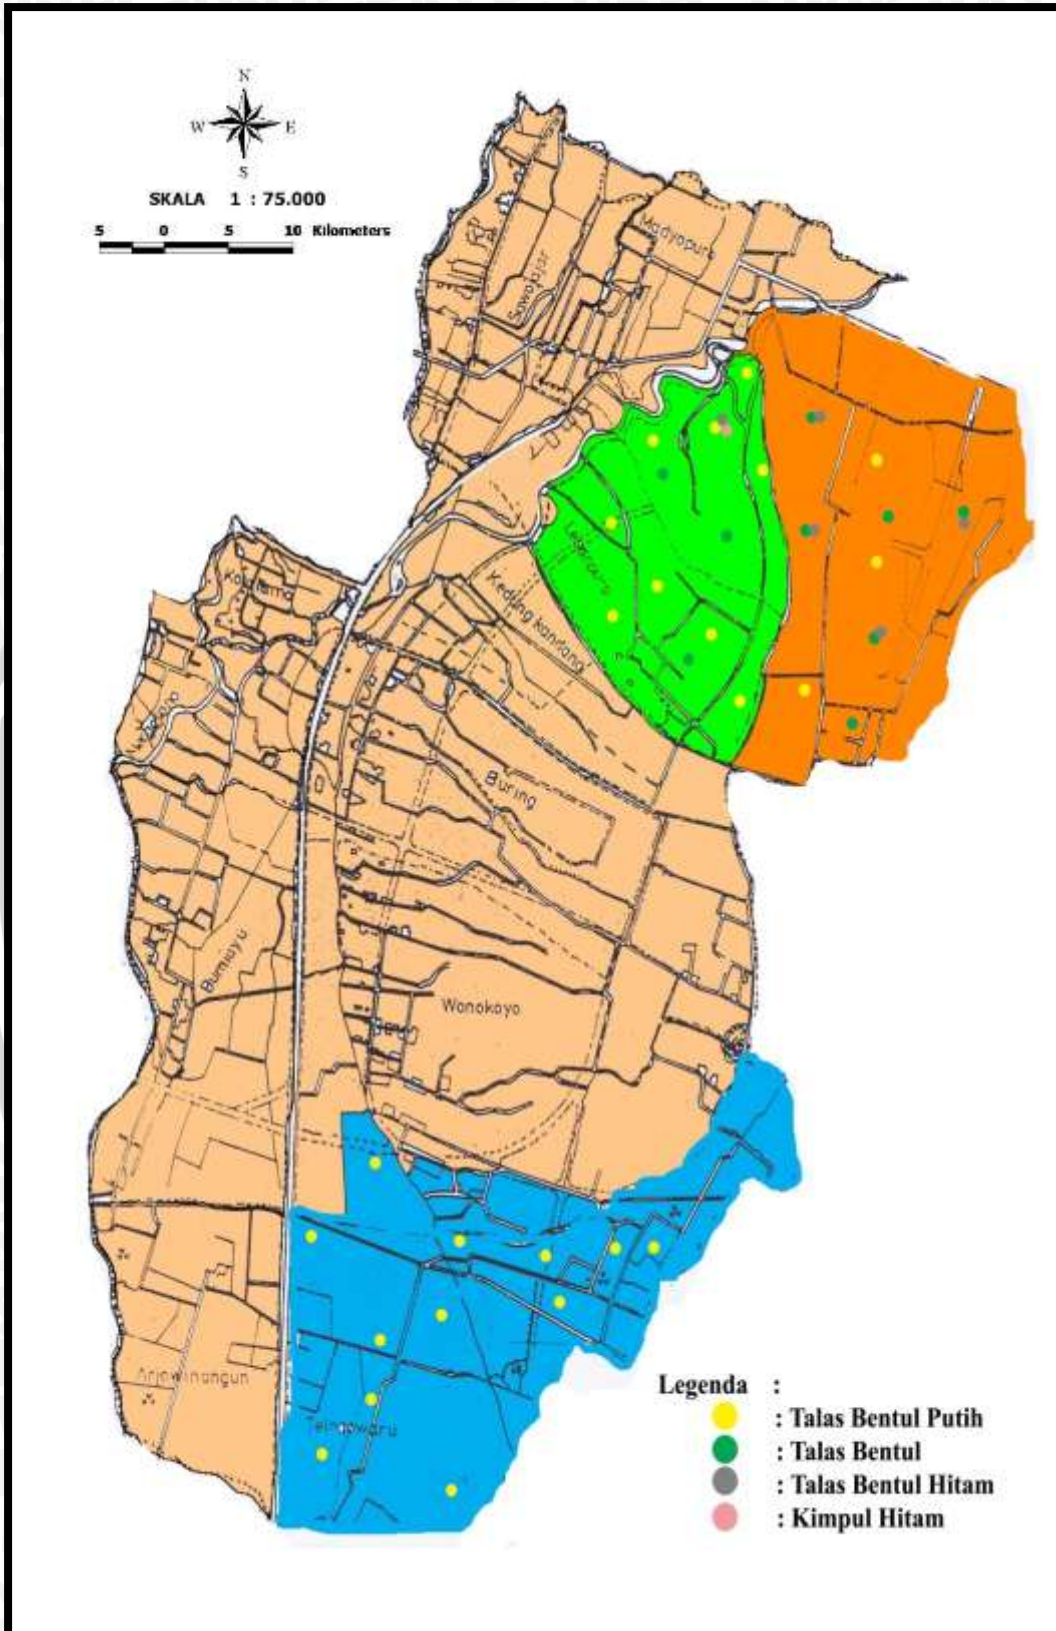 N
W E
S
SKALA 1 : 75.000
5 0 5 10 Kilometers
Madyopuro
Sawojajar
Lesanpuro
Kedung kandang
Buring
Bumiayu
Wonokoyo
Arjowinangun
Legenda :
: Talas Bentul Putih
: Talas Bentul
: Talas Bentul Hitam
: Kimpul Hitam